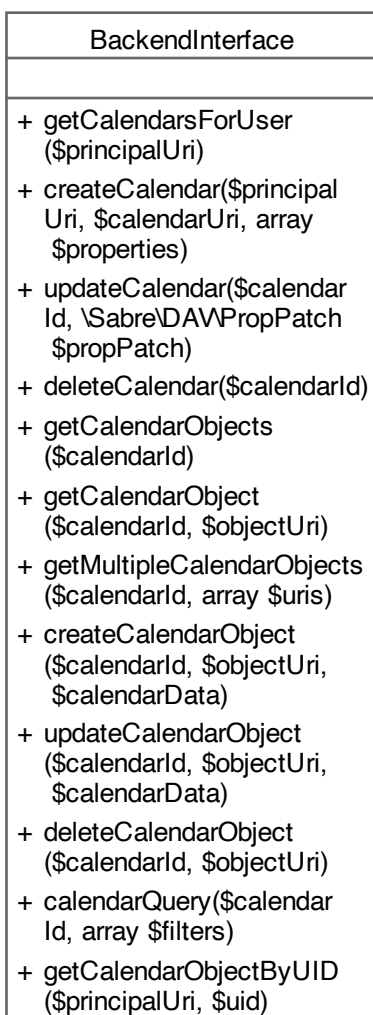 BackendInterface
+ getCalendarsForUser
($principalUri)
+ createCalendar($principal
Uri, $calendarUri, array
$properties)
+ updateCalendar($calendar
Id, \Sabre\DAV\PropPatch
$propPatch)
+ deleteCalendar($calendarId)
+ getCalendarObjects
($calendarId)
+ getCalendarObject
($calendarId, $objectUri)
+ getMultipleCalendarObjects
($calendarId, array $uris)
+ createCalendarObject
($calendarId, $objectUri,
$calendarData)
+ updateCalendarObject
($calendarId, $objectUri,
$calendarData)
+ deleteCalendarObject
($calendarId, $objectUri)
+ calendarQuery($calendar
Id, array $filters)
+ getCalendarObjectByUID
($principalUri, $uid)